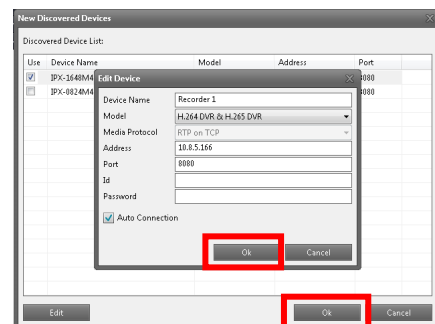 New Discovered Devices
Discovered Device List:
Use Device Name Model Address Port
IPX-1648M4 8080
IPX-0824M4 8080
Edit Device
Device Name Recorder 1
Model H.264 DVR & H.265 DVR
Media Protocol RTP on TCP
Address 10.8.5.166
Port 8080
Id
Password
Auto Connection
Ok Cancel
Edit Ok Cancel